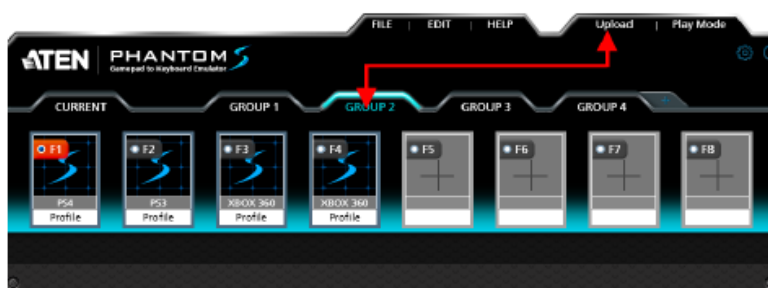 FILE | EDIT | HELP Upload | Play Mode
ATEN PHANTOM S
Gamepad to Keyboard Emulator
CURRENT GROUP 1 GROUP 2 GROUP 3 GROUP 4 +
F1 F2 F3 F4 F5 F6 F7 F8
PS4 PS3 XBOX 360 XBOX 360
Profile Profile Profile Profile